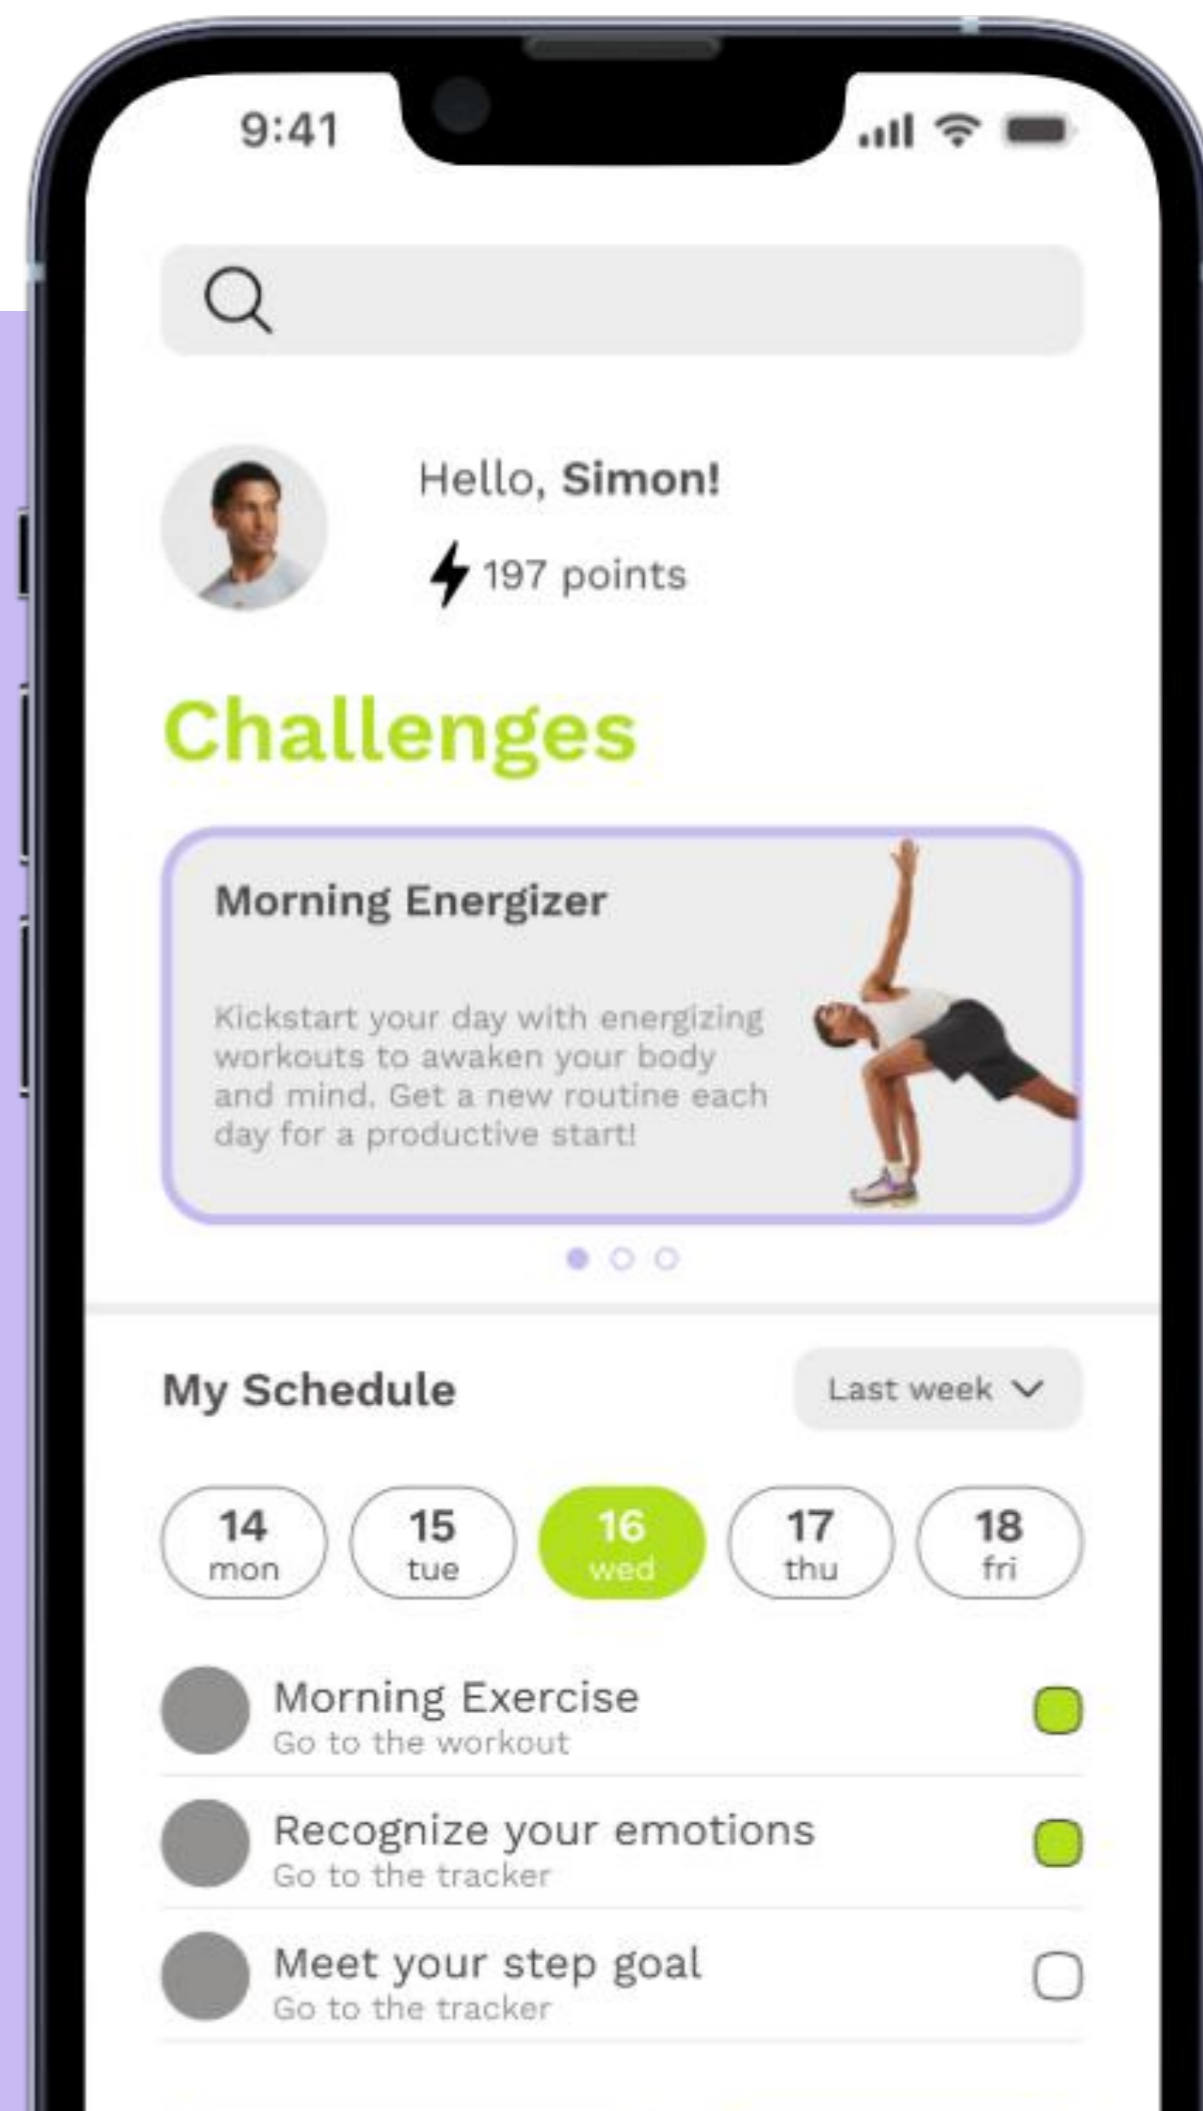 9:41
Hello, Simon!
197 points
Challenges
Morning Energizer
Kickstart your day with energizing
workouts to awaken your body
and mind. Get a new routine each
day for a productive start!
My Schedule
Last week
14 15 16 17 18
mon tue wed thu fri
Morning Exercise
Go to the workout
Recognize your emotions
Go to the tracker
Meet your step goal
Go to the tracker